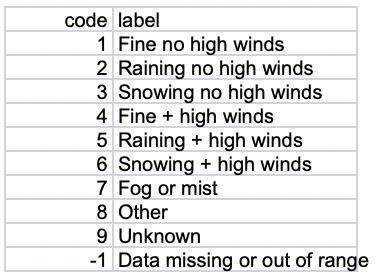 code label
1 Fine no high winds
2 Raining no high winds
3 Snowing no high winds
4 Fine + high winds
5 Raining + high winds
6 Snowing + high winds
7 Fog or mist
8 Other
9 Unknown
-1 Data missing or out of range